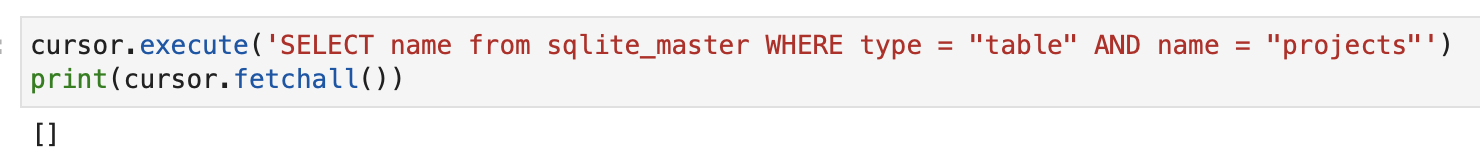 cursor.execute('SELECT name from sqlite_master WHERE type = "table" AND name = "projects"')
print(cursor.fetchall())
[]